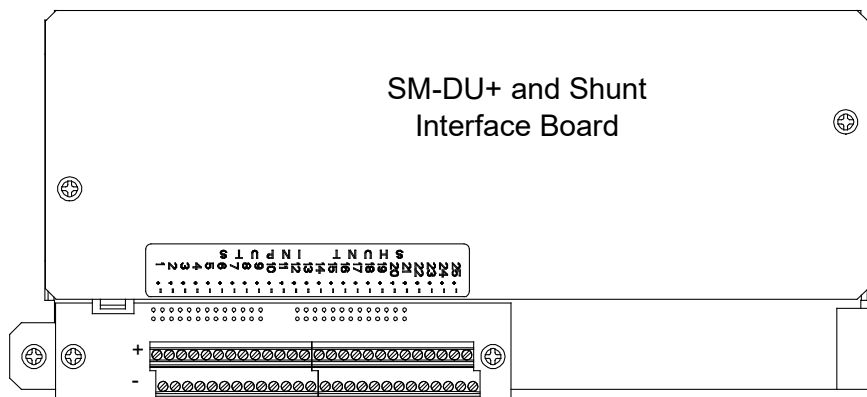 SM-DU+ and Shunt
Interface Board
SHUNT INPUTS
1 2 3 4 5 6 7 8 9 10 11 12 13 14 15 16 17 18 19 20 21 22 23 24 25
+
-